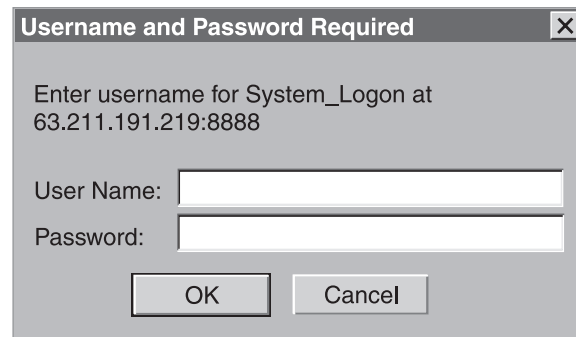 Username and Password Required
Enter username for System_Logon at
63.211.191.219:8888
User Name:
Password:
OK
Cancel